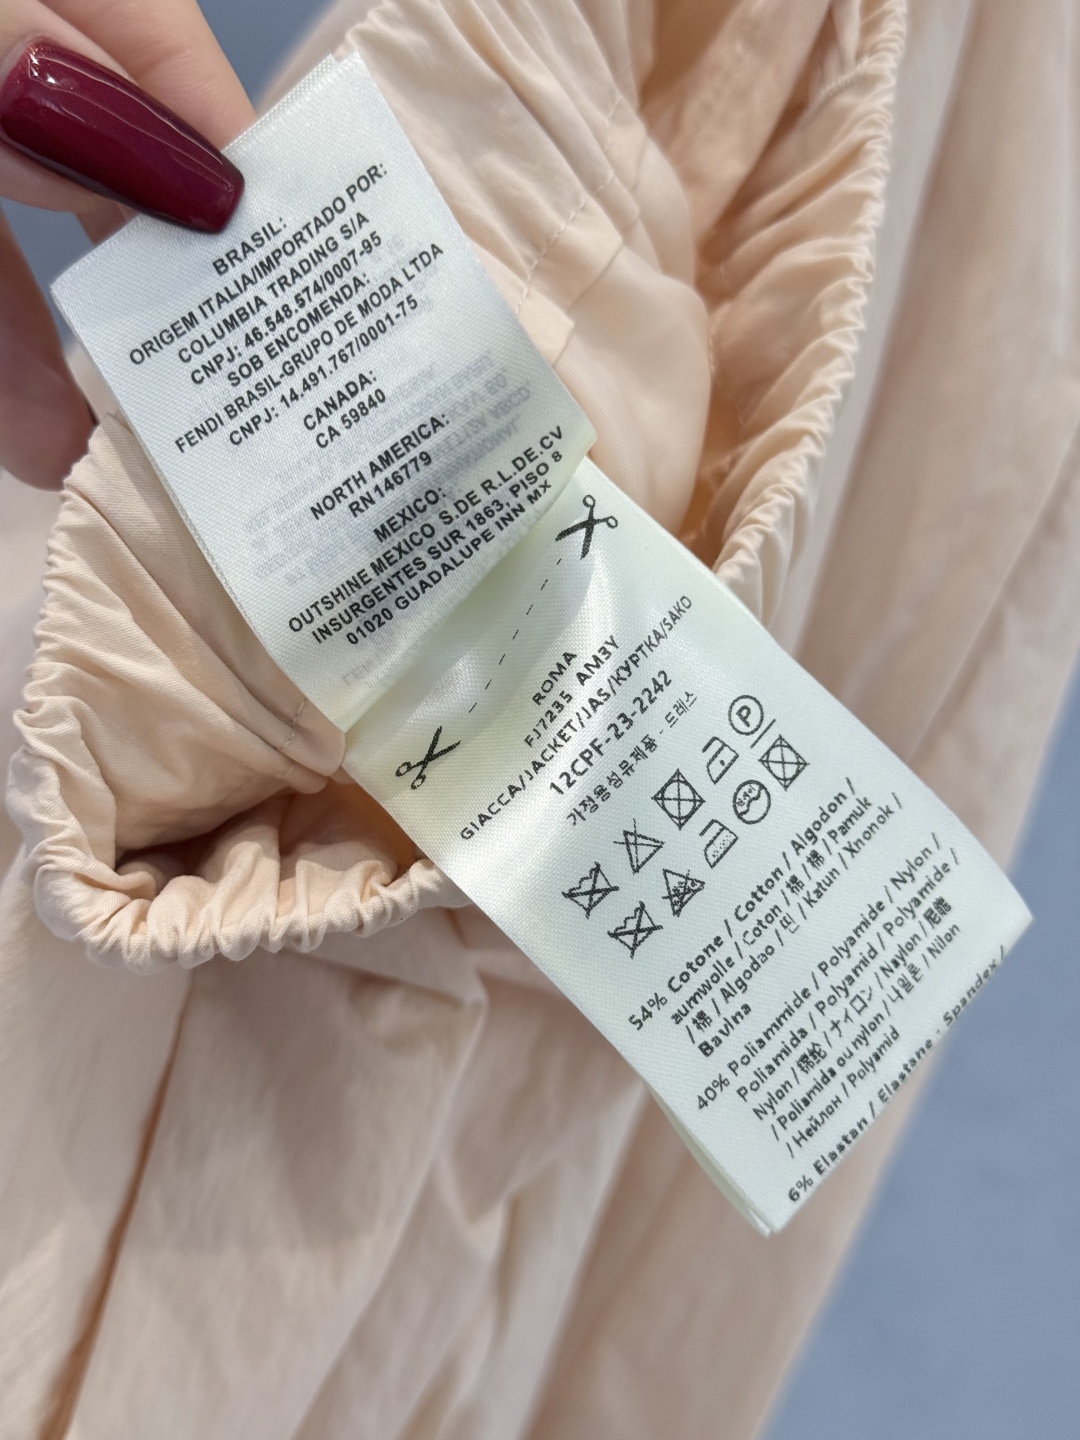 BRASIL:
ORIGEM ITALIA/IMPORTADO POR:
COLUMBIA TRADING S/A
CNPJ: 46.548.574/0007-95
SOB ENCOMENDA:
FENDI BRASIL-GRUPO DE MODA LTDA
CNPJ: 14.491.767/0001-75
CANADA:
CA 59840
NORTH AMERICA:
RN146779
MEXICO:
OUTSHINE MEXICO S.DE R.L.DE.CV
INSURGENTES SUR 1863, PISO 8
01020 GUADALUPE INN MX
ROMA
FJ7235 AM3Y
GIACCA/JACKET/JAS/КУРТКА/SAKO
12CPF-23-2242
가정용섬유제품 - 드레스
P
54% Cotone / Cotton / Algodon /
aumwolle / Coton / 棉 / 棉 / Pamuk
/ 棉 / Algodao / 면 / Katun / Xnonok /
Bavlna
40% Poliammide / Polyamide / Nylon /
Poliamida / Polyamid / Polyamide /
Nylon / 锦纶 / ナイロン / Naylon / 尼龍
/ Poliamida ou nylon / 나일론 / Nilon
/ Нейлон / Polyamid
6% Elastan / Elastane - Spandex /